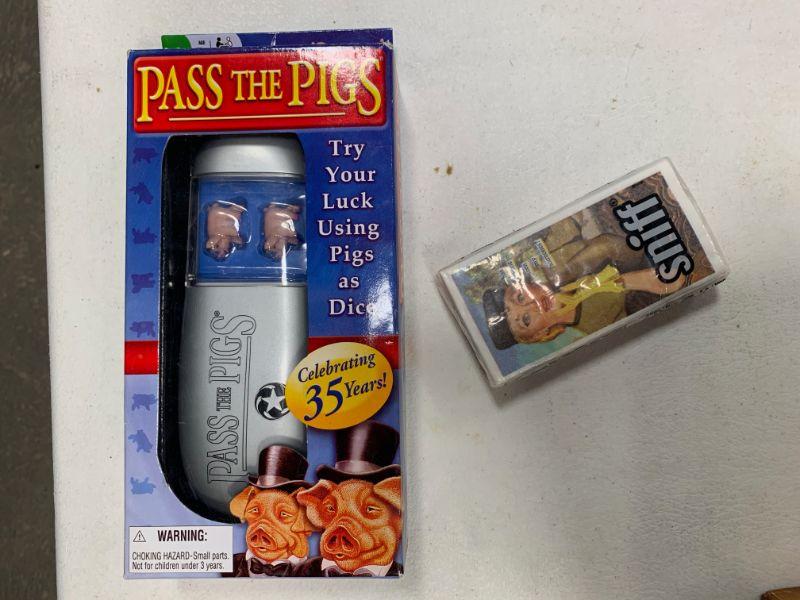 PASS THE PIGS
Try
Your
Luck
Using
Pigs
as
Dice
PASS THE PIGS®
Celebrating
35 Years!
⚠ WARNING:
CHOKING HAZARD-Small parts.
Not for children under 3 years.
sniff